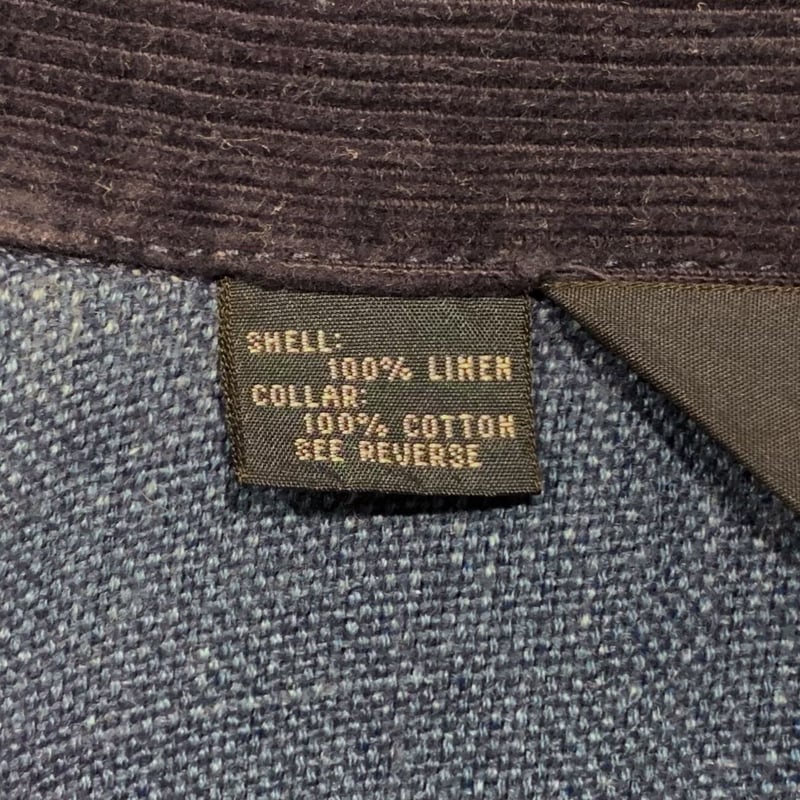 SHELL:
100% LINEN
COLLAR:
100% COTTON
SEE REVERSE